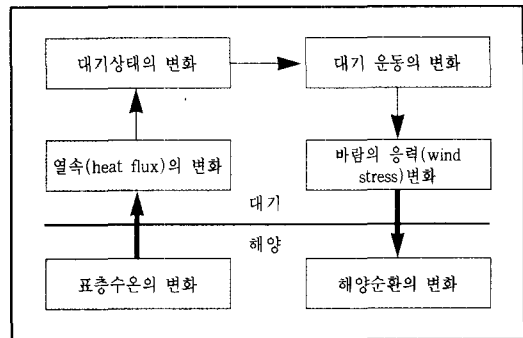 대기상태의 변화
대기 운동의 변화
열속(heat flux)의 변화
바람의 응력(wind
stress)변화
대기
해양
표층수온의 변화
해양순환의 변화